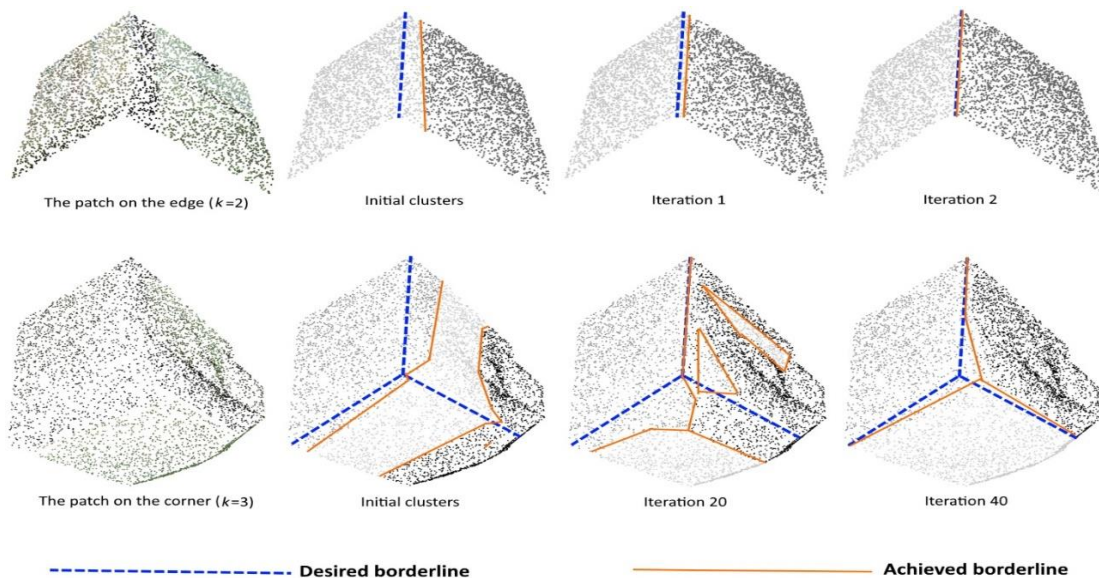 The patch on the edge (k=2)
Initial clusters
Iteration 1
Iteration 2
The patch on the corner (k=3)
Initial clusters
Iteration 20
Iteration 40
Desired borderline
Achieved borderline